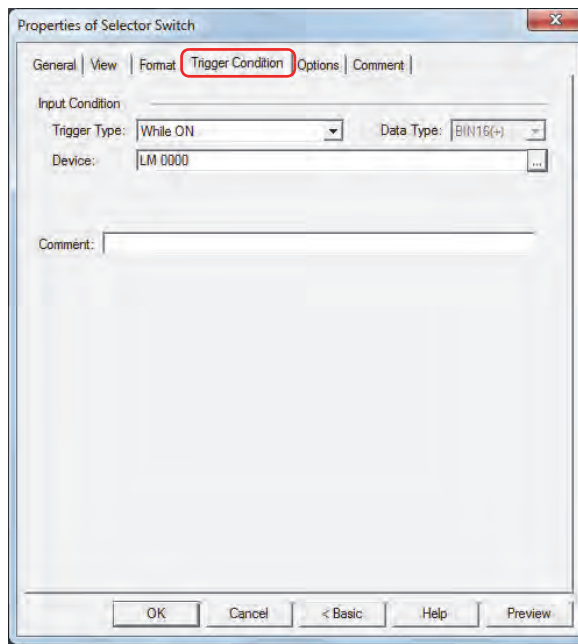 Properties of Selector Switch
General View Format Trigger Condition Options Comment
Input Condition
Trigger Type: While ON Data Type: BIN16(+)
Device: LM 0000 ...
Comment:
OK Cancel < Basic Help Preview